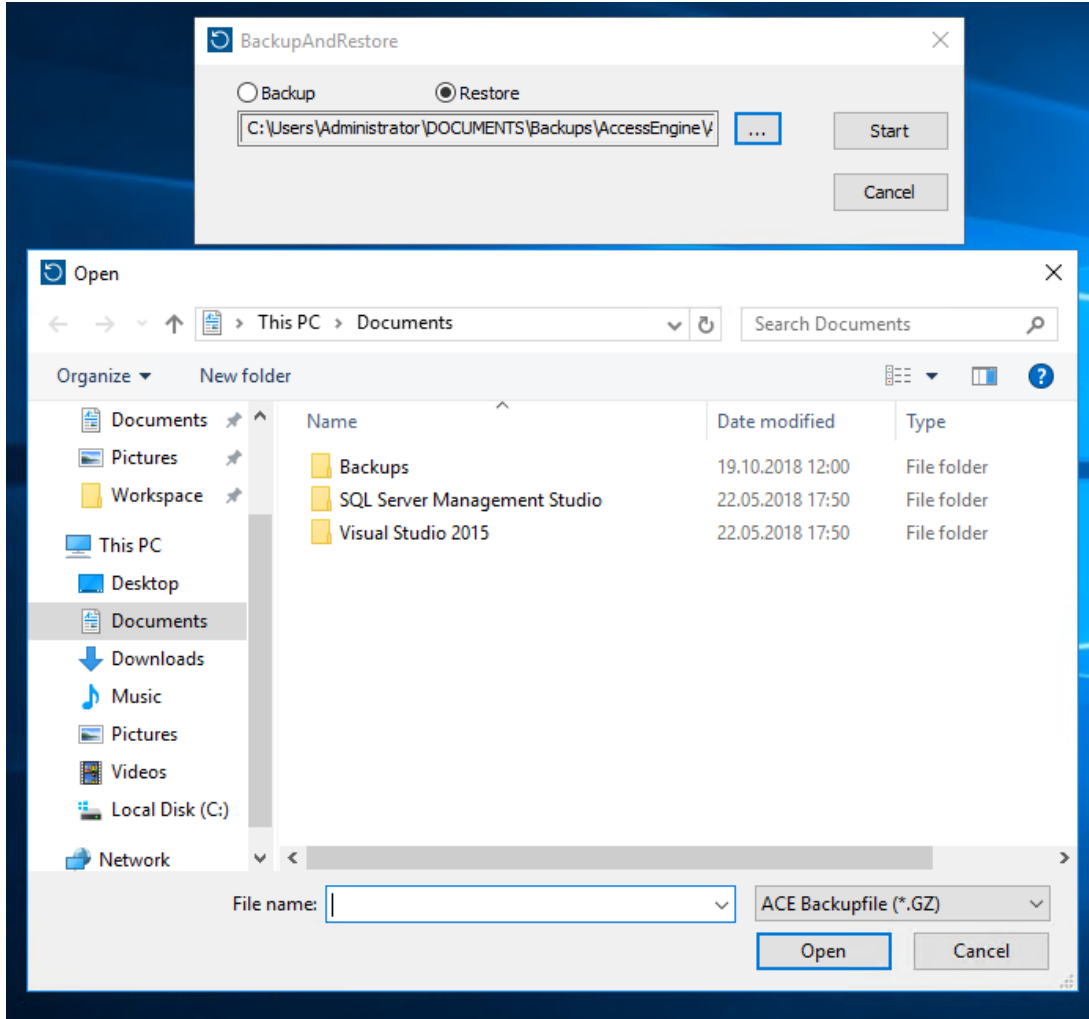 BackupAndRestore
Backup Restore
C:\Users\Administrator\DOCUMENTS\Backups\AccessEngine\ ... Start
Cancel
Open
This PC > Documents Search Documents
Organize New folder
Documents Name Date modified Type
Pictures Backups 19.10.2018 12:00 File folder
Workspace SQL Server Management Studio 22.05.2018 17:50 File folder
This PC Visual Studio 2015 22.05.2018 17:50 File folder
Desktop
Documents
Downloads
Music
Pictures
Videos
Local Disk (C:)
Network
File name: ACE Backupfile (*.GZ)
Open Cancel